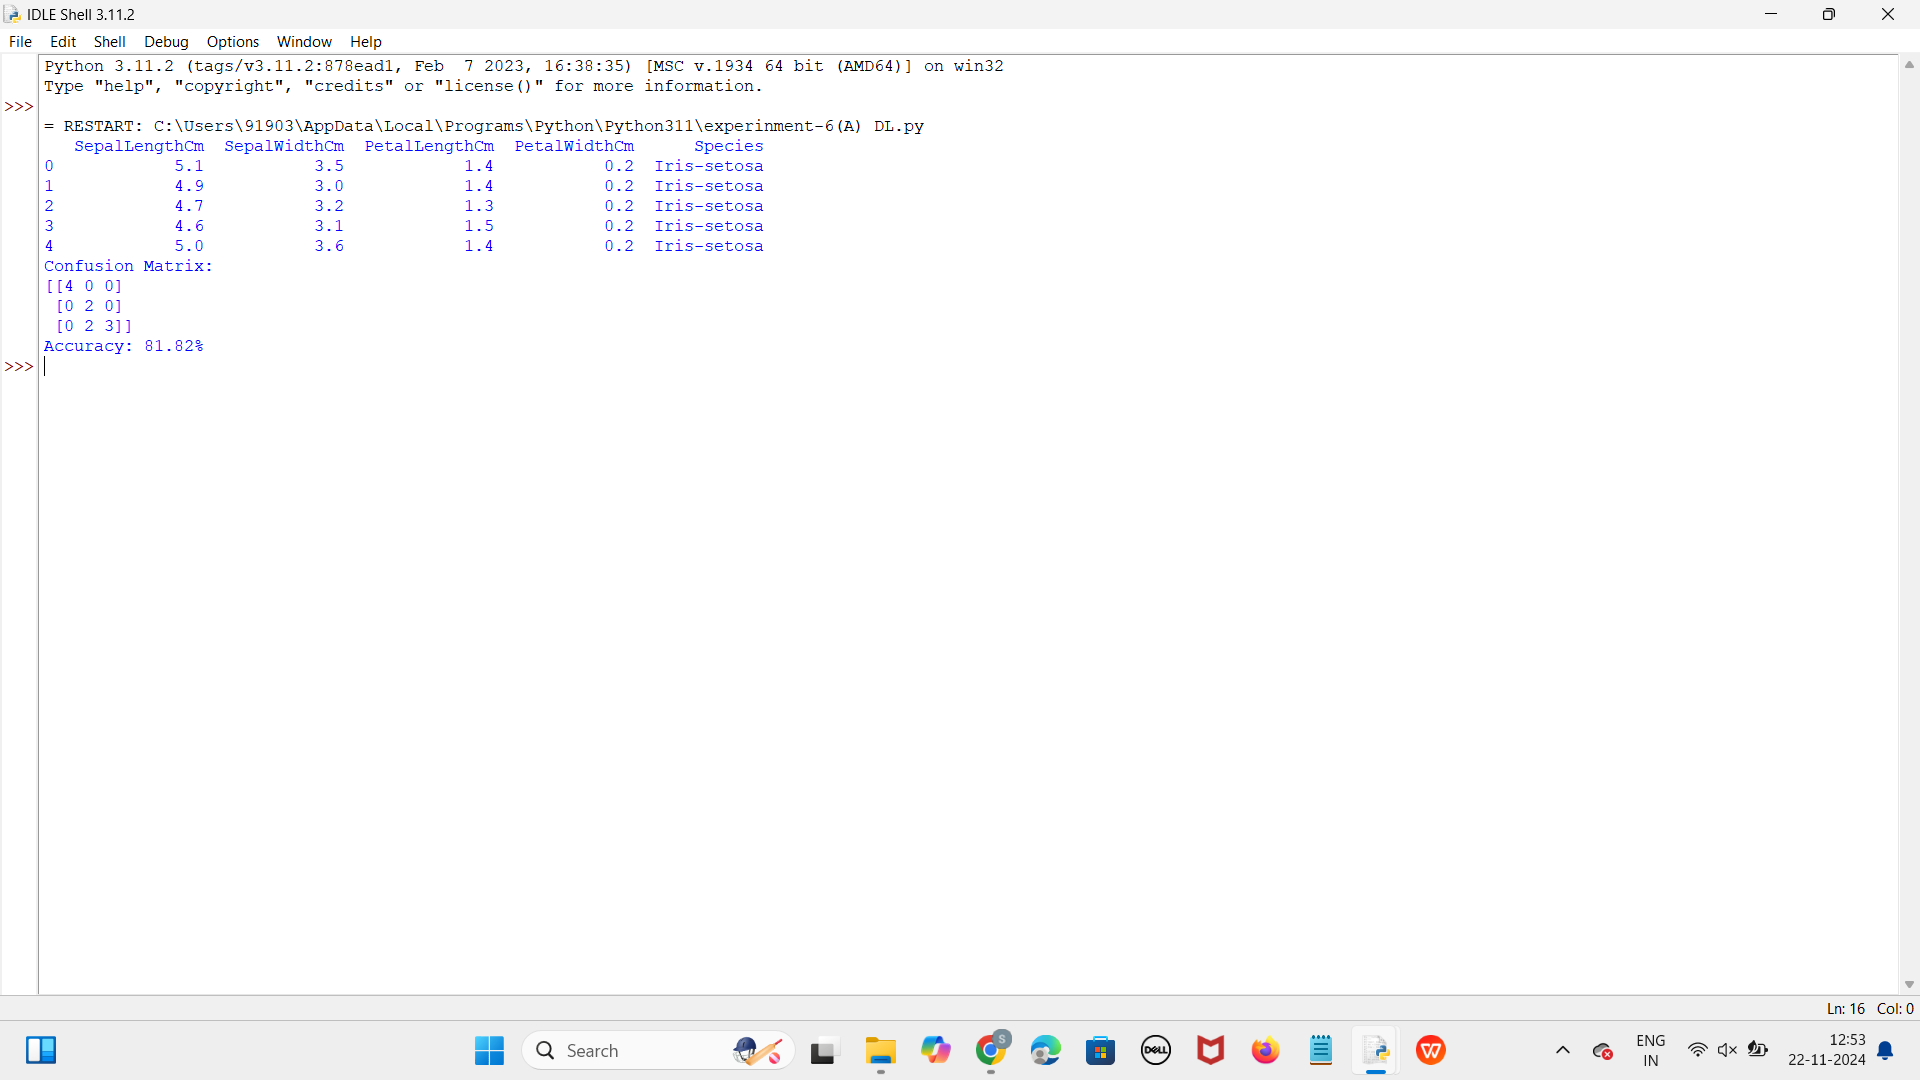 IDLE Shell 3.11.2
File Edit Shell Debug Options Window Help
Python 3.11.2 (tags/v3.11.2:878ead1, Feb  7 2023, 16:38:35) [MSC v.1934 64 bit (AMD64)] on win32
Type "help", "copyright", "credits" or "license()" for more information.
>>>
= RESTART: C:\Users\91903\AppData\Local\Programs\Python\Python311\experinment-6(A) DL.py
   SepalLengthCm  SepalWidthCm  PetalLengthCm  PetalWidthCm      Species
0            5.1           3.5            1.4           0.2  Iris-setosa
1            4.9           3.0            1.4           0.2  Iris-setosa
2            4.7           3.2            1.3           0.2  Iris-setosa
3            4.6           3.1            1.5           0.2  Iris-setosa
4            5.0           3.6            1.4           0.2  Iris-setosa
Confusion Matrix:
[[4 0 0]
 [0 2 0]
 [0 2 3]]
Accuracy: 81.82%
>>>
Ln: 16 Col: 0
Search
S
DELL
W
ENG
IN
12:53
22-11-2024